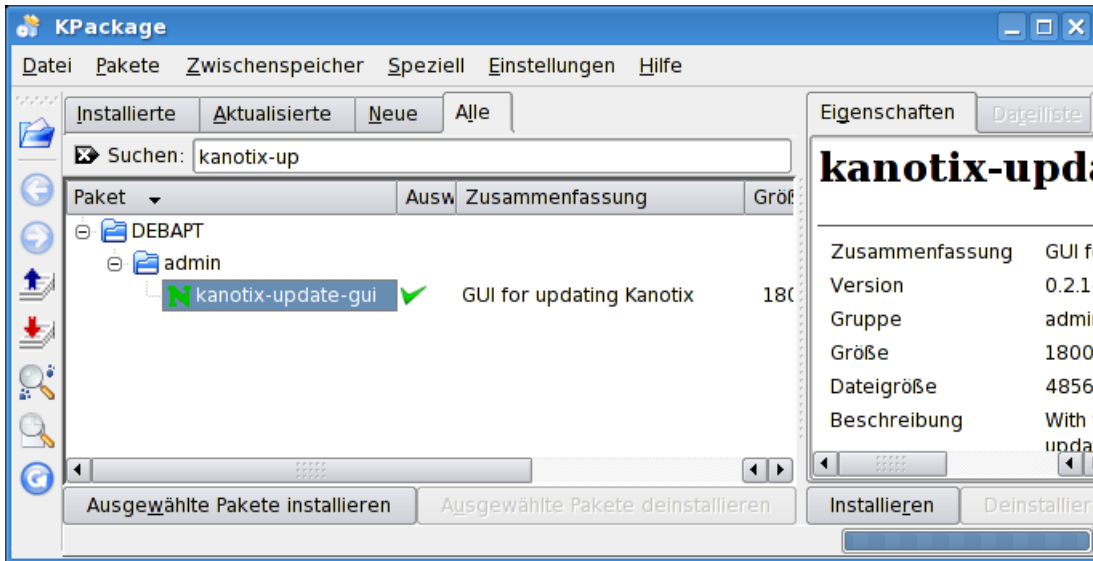 KPackage
Datei Pakete Zwischenspeicher Speziell Einstellungen Hilfe
Installierte Aktualisierte Neue Alle
Suchen: kanotix-up
Paket Ausw Zusammenfassung Größ
DEBAPT
admin
N kanotix-update-gui GUI for updating Kanotix 180
Ausgewählte Pakete installieren Ausgewählte Pakete deinstallieren
Eigenschaften Dateiliste
kanotix-upda
Zusammenfassung GUI f
Version 0.2.1
Gruppe admi
Größe 1800
Dateigröße 4856
Beschreibung With
upda
Installieren Deinstallier